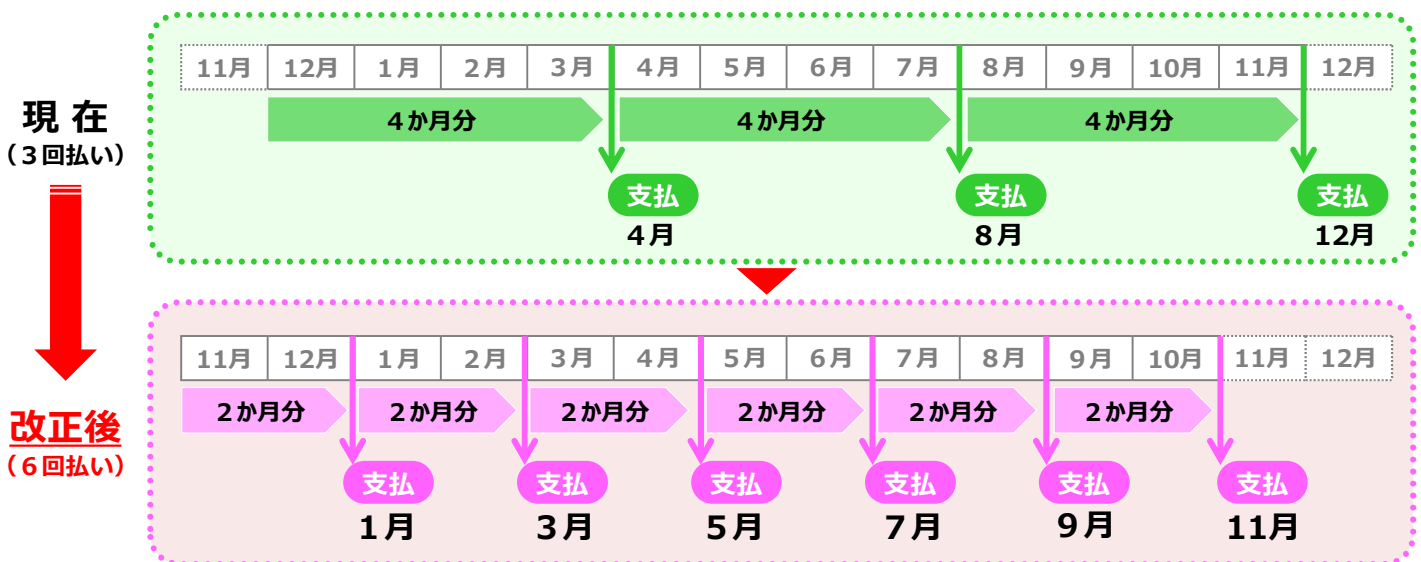 11月 12月 1月 2月 3月 4月 5月 6月 7月 8月 9月 10月 11月 12月
現 在
（３回払い）
４か月分 ４か月分 ４か月分
支払 支払 支払
４月 ８月 12月
11月 12月 1月 2月 3月 4月 5月 6月 7月 8月 9月 10月 11月 12月
改正後
（６回払い）
２か月分 ２か月分 ２か月分 ２か月分 ２か月分 ２か月分
支払 支払 支払 支払 支払 支払
１月 ３月 ５月 ７月 ９月 11月